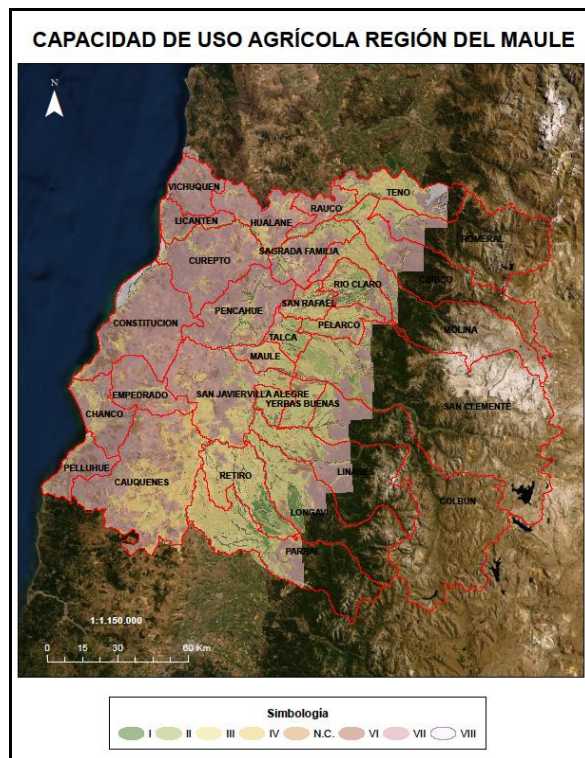 CAPACIDAD DE USO AGRÍCOLA REGIÓN DEL MAULE
N
VICHUQUEN
TENO
RAUCO
LICANTEN
HUALANE
ROMERAL
CUREPTO
SAGRADA FAMILIA
CURICO
RIO CLARO
SAN RAFAEL
PENCAHUE
CONSTITUCION
PELARCO
MOLINA
TALCA
MAULE
EMPEDRADO
SAN JAVIER VILLA ALEGRE
YERBAS BUENAS
SAN CLEMENTE
CHANCO
PELLUHUE
LINARES
RETIRO
CAUQUENES
COLBUN
LONGAVI
PARRAL
1:1.150.000
0 15 30 60 Km.
Simbología
I II III IV N.C. VI VII VIII